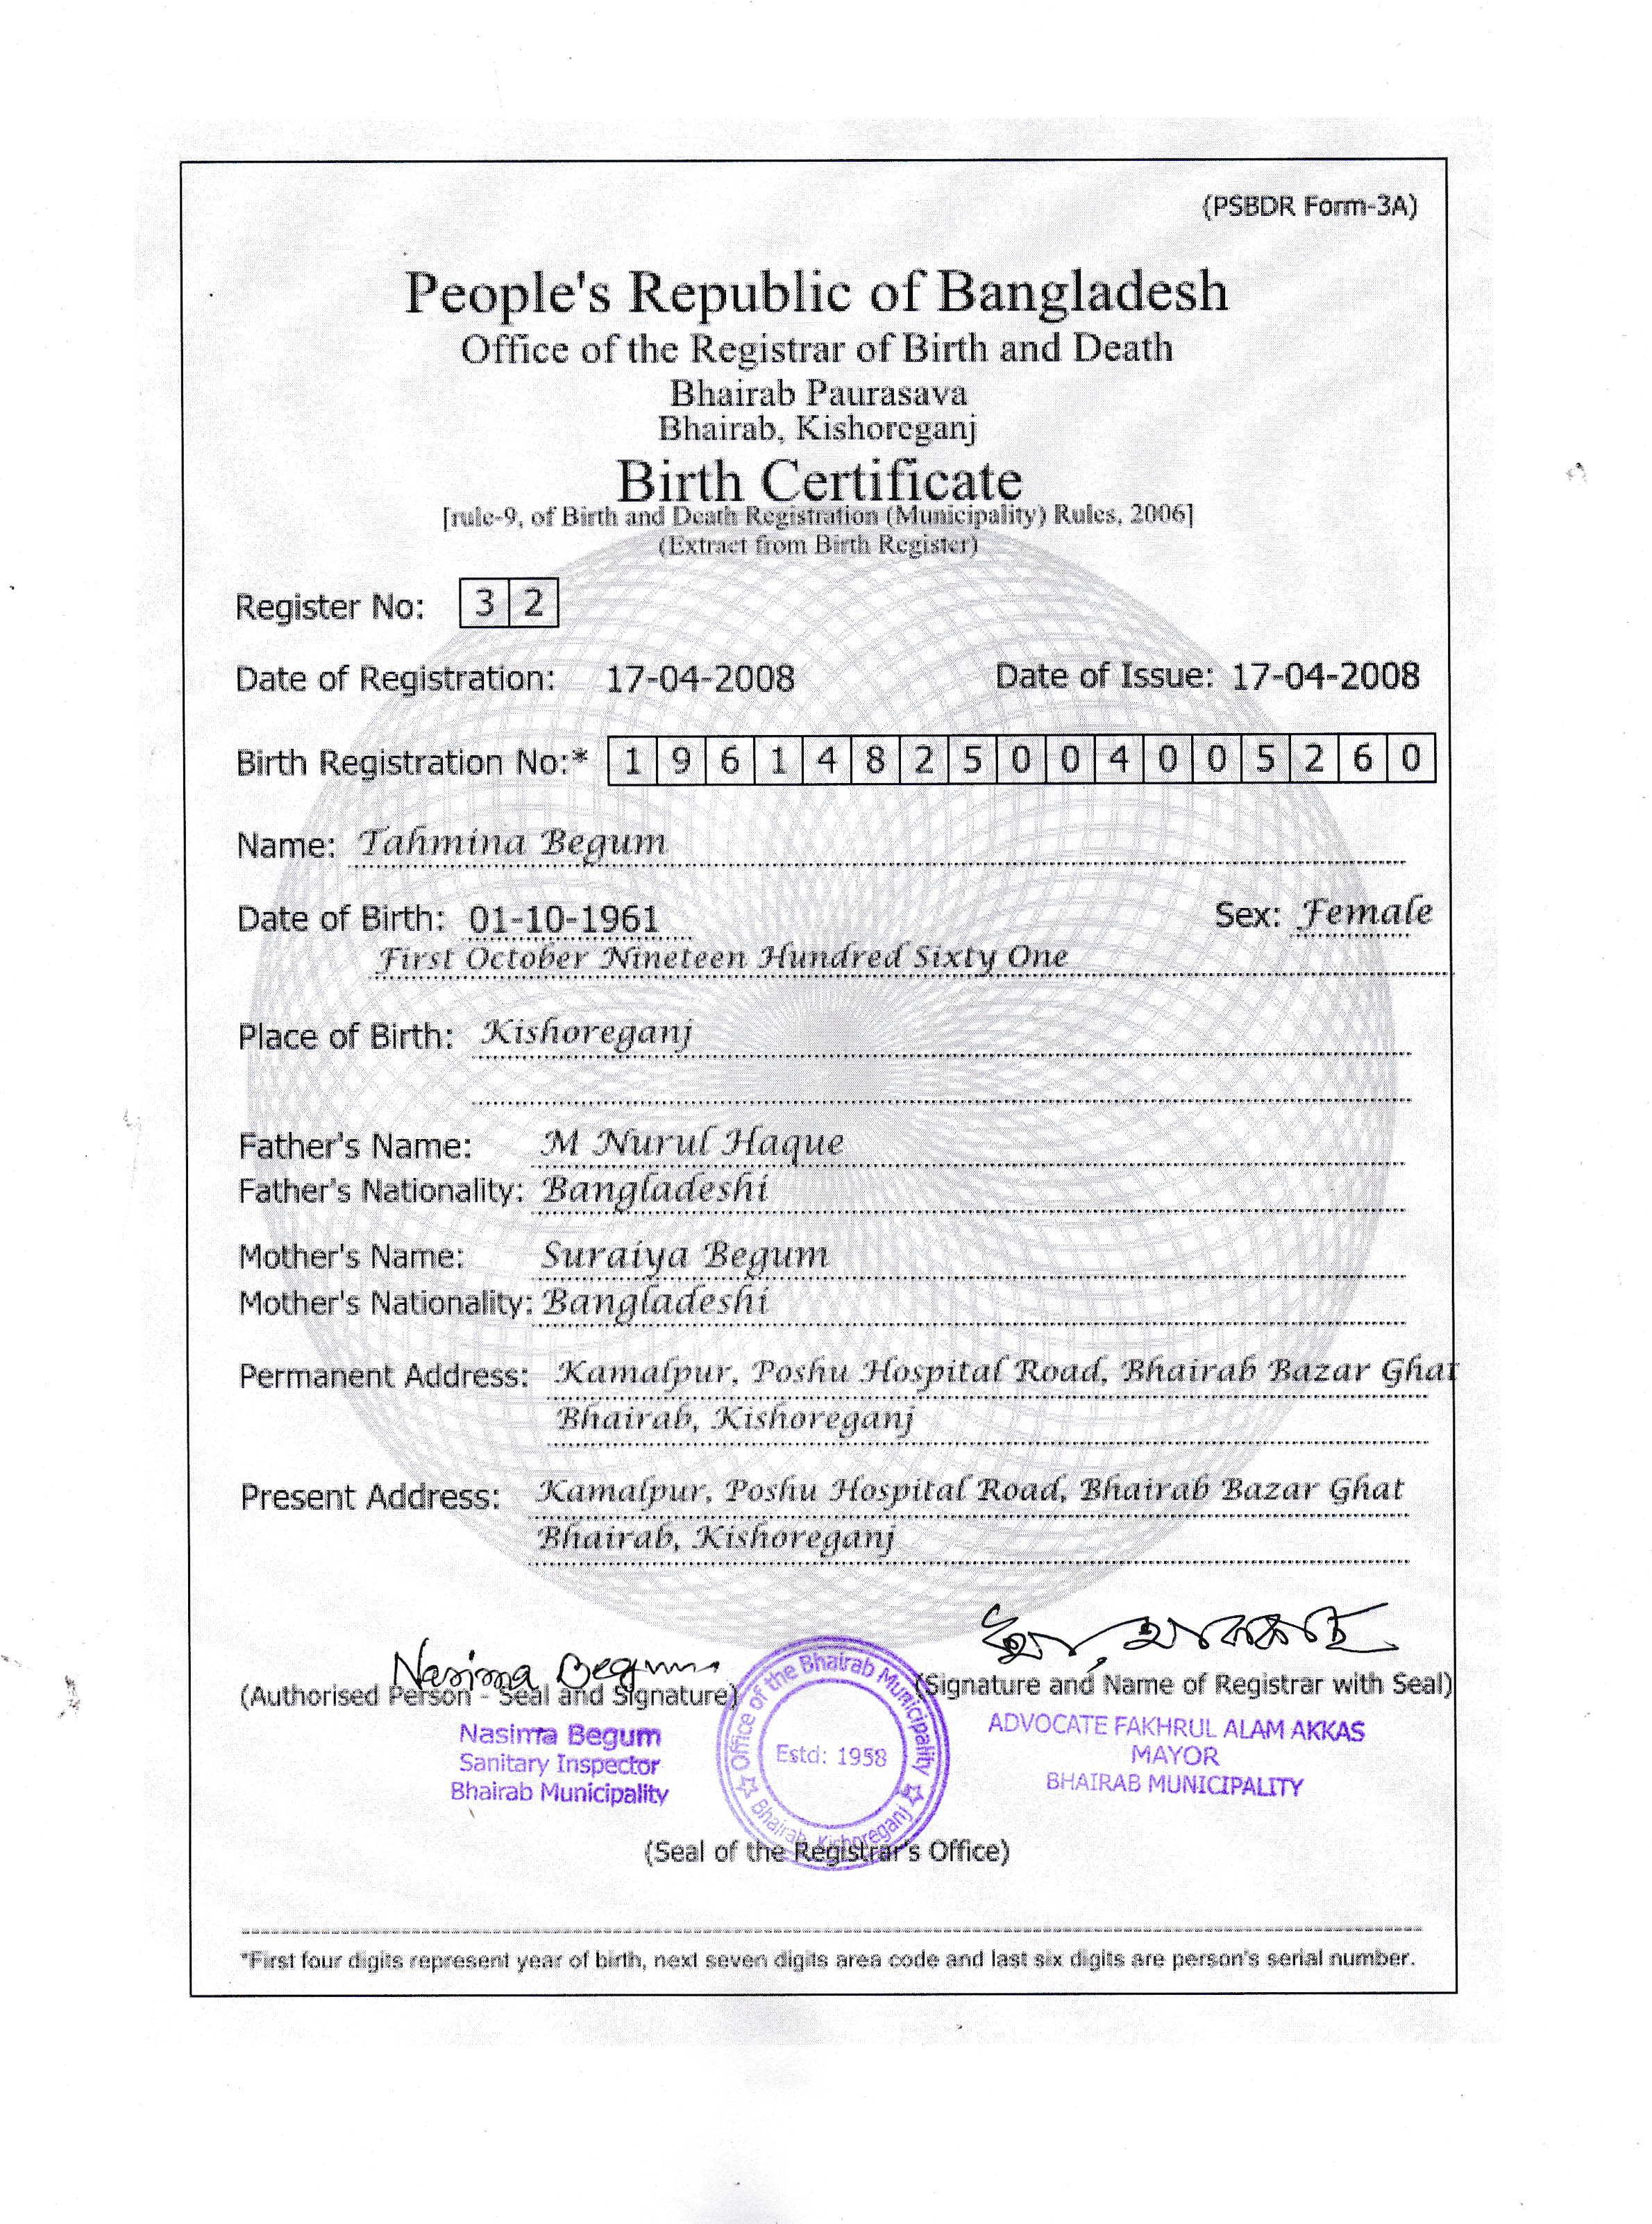 (PSBDR Form-3A)
People's Republic of Bangladesh
Office of the Registrar of Birth and Death
Bhairab Paurasava
Bhairab, Kishoreganj
Birth Certificate
[rule-9, of Birth and Death Registration (Municipality) Rules, 2006]
(Extract from Birth Register)
Register No: 3 2
Date of Registration: 17-04-2008 Date of Issue: 17-04-2008
Birth Registration No:* 1 9 6 1 4 8 2 5 0 0 4 0 0 5 2 6 0
Name: Tahmina Begum
Date of Birth: 01-10-1961 Sex: Female
First October Nineteen Hundred Sixty One
Place of Birth: Kishoreganj
Father's Name: M Nurul Haque
Father's Nationality: Bangladeshi
Mother's Name: Suraiya Begum
Mother's Nationality: Bangladeshi
Permanent Address: Kamalpur, Poshu Hospital Road, Bhairab Bazar Ghat
Bhairab, Kishoreganj
Present Address: Kamalpur, Poshu Hospital Road, Bhairab Bazar Ghat
Bhairab, Kishoreganj
Nasima Begum
(Authorised Person - Seal and Signature)
Nasima Begum
Sanitary Inspector
Bhairab Municipality
Office of the Bhairab Municipality
Estd: 1958
Bhairab, Kishoreganj
(Signature and Name of Registrar with Seal)
ADVOCATE FAKHRUL ALAM AKKAS
MAYOR
BHAIRAB MUNICIPALITY
(Seal of the Registrar's Office)
*First four digits represent year of birth, next seven digits area code and last six digits are person's serial number.